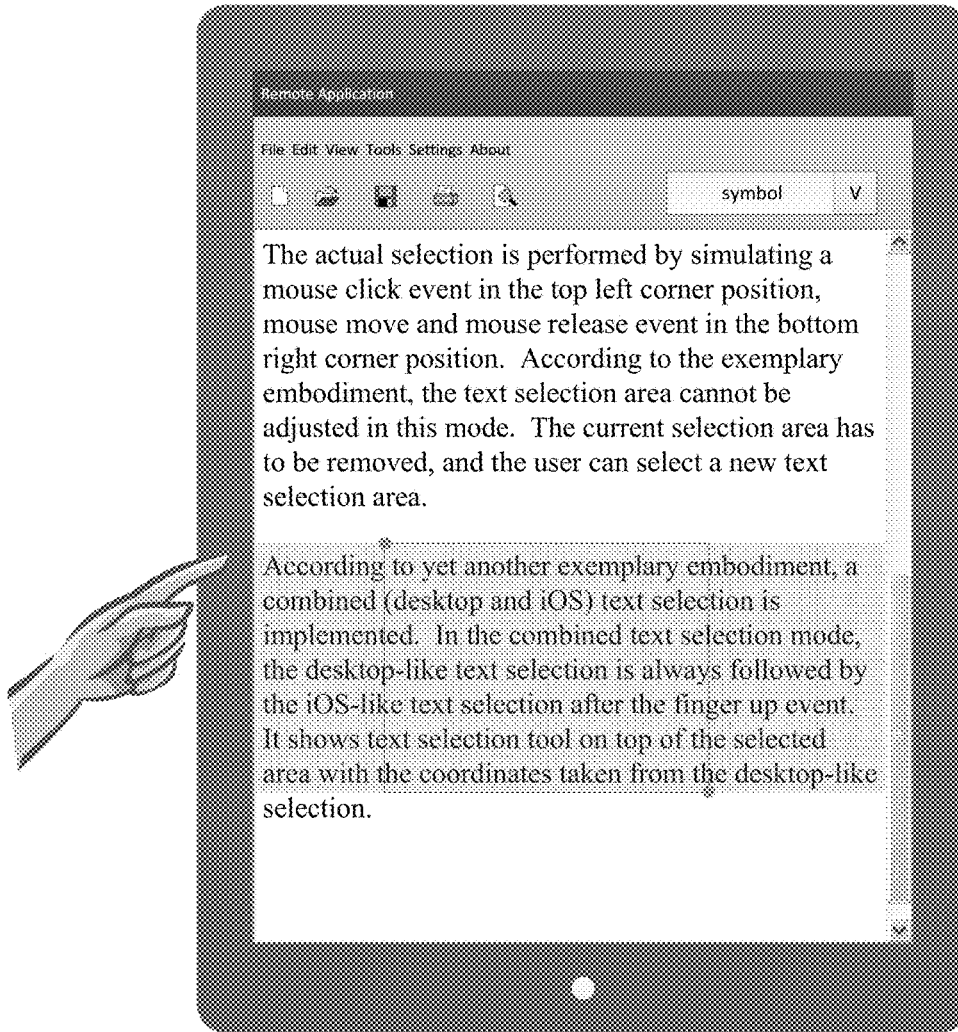 Remote Application
File Edit View Tools Settings About
symbol V
The actual selection is performed by simulating a
mouse click event in the top left corner position,
mouse move and mouse release event in the bottom
right corner position.  According to the exemplary
embodiment, the text selection area cannot be
adjusted in this mode.  The current selection area has
to be removed, and the user can select a new text
selection area.
According to yet another exemplary embodiment, a
combined (desktop and iOS) text selection is
implemented.  In the combined text selection mode,
the desktop-like text selection is always followed by
the iOS-like text selection after the finger up event.
It shows text selection tool on top of the selected
area with the coordinates taken from the desktop-like
selection.